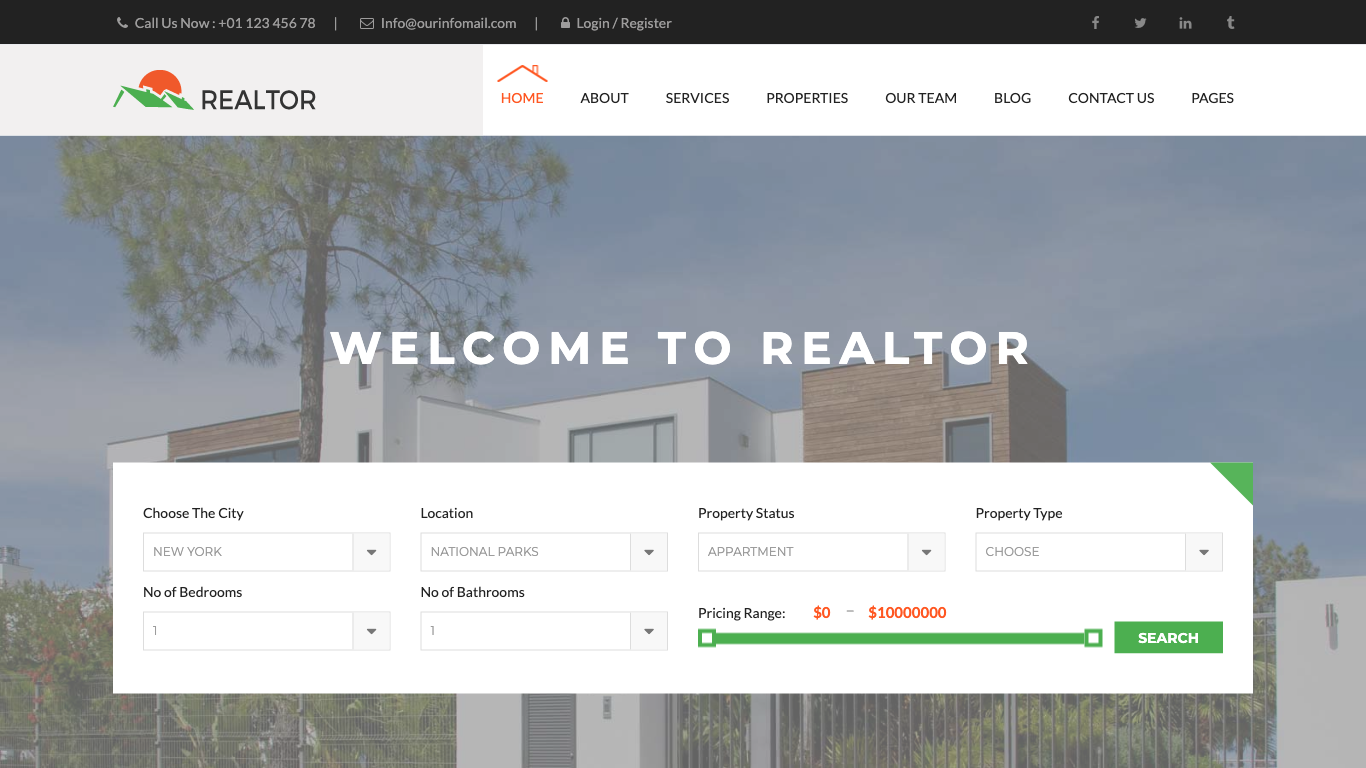 Call Us Now : +01 123 456 78 | Info@ourinfomail.com | Login / Register
REALTOR
HOME ABOUT SERVICES PROPERTIES OUR TEAM BLOG CONTACT US PAGES
WELCOME TO REALTOR
Choose The City Location Property Status Property Type
NEW YORK NATIONAL PARKS APPARTMENT CHOOSE
No of Bedrooms No of Bathrooms
Pricing Range: $0 – $10000000
1 1
SEARCH